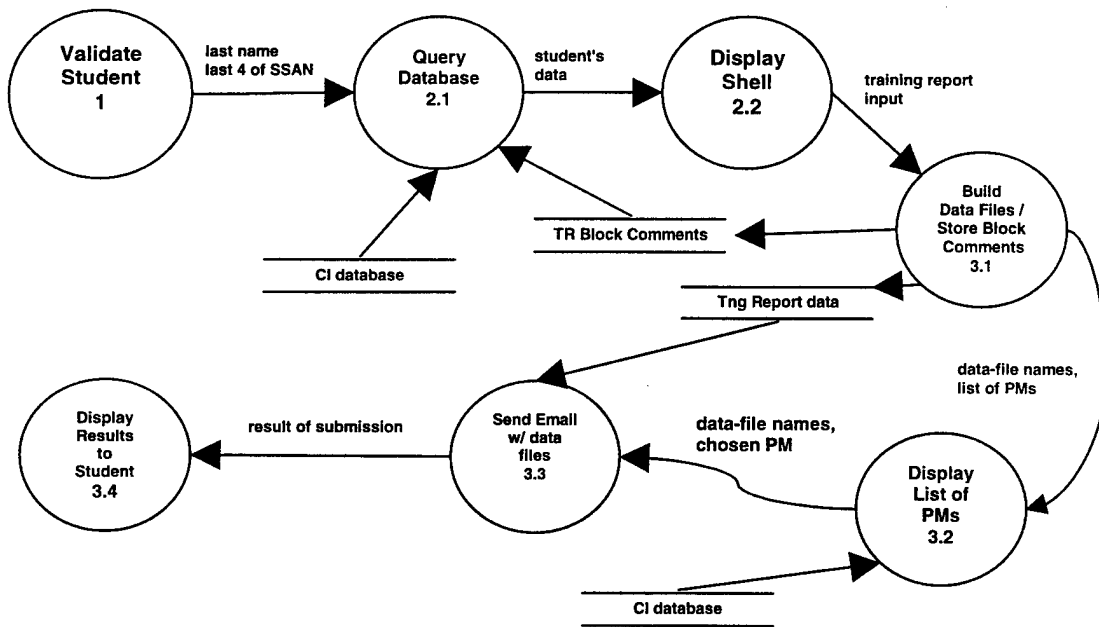 Validate
Student
1
last name
last 4 of SSAN
Query
Database
2.1
student's
data
Display
Shell
2.2
training report
input
Build
Data Files /
Store Block
Comments
3.1
TR Block Comments
CI database
Tng Report data
data-file names,
list of PMs
Display
Results
to
Student
3.4
result of submission
Send Email
w/ data
files
3.3
data-file names,
chosen PM
Display
List of
PMs
3.2
CI database